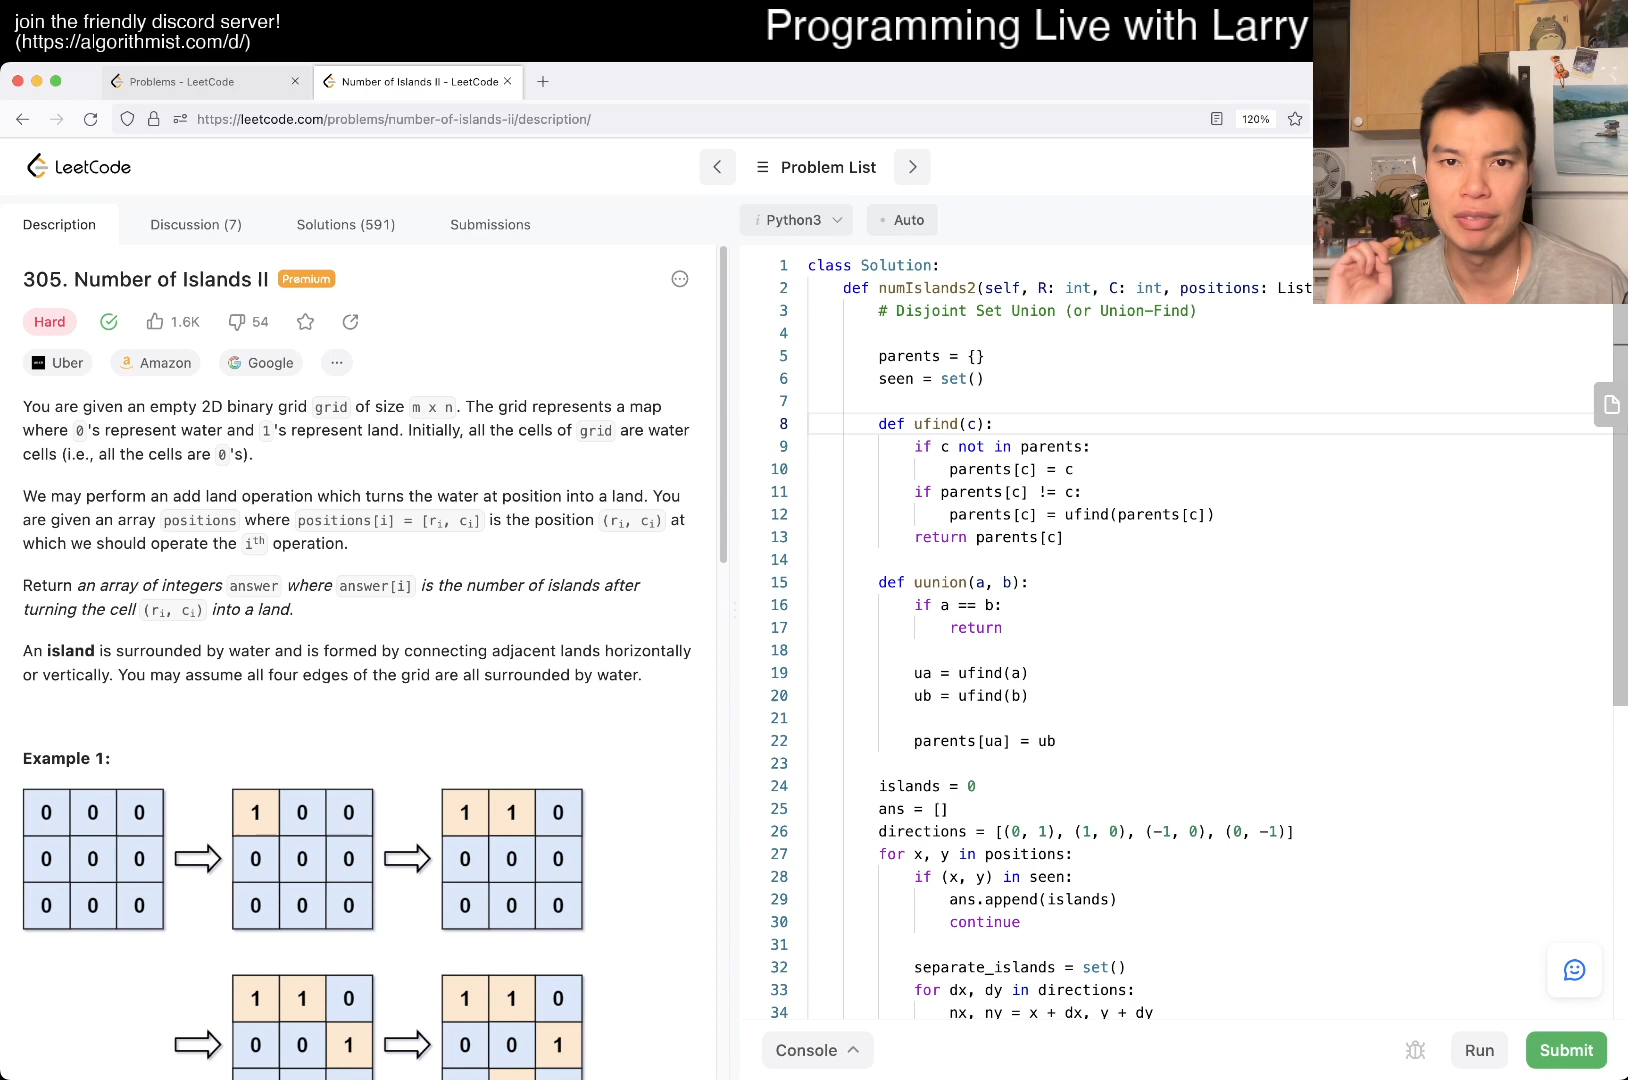 join the friendly discord server!
(https://algorithmist.com/d/)
Programming Live with Larry
Problems - LeetCode
Number of Islands II - LeetCode
https://leetcode.com/problems/number-of-islands-ii/description/
120%
LeetCode
Problem List
Description
Discussion (7)
Solutions (591)
Submissions
i Python3
Auto
305. Number of Islands II
Premium
Hard
1.6K
54
Uber
Amazon
Google
You are given an empty 2D binary grid grid of size m x n. The grid represents a map
where 0's represent water and 1's represent land. Initially, all the cells of grid are water
cells (i.e., all the cells are 0's).
We may perform an add land operation which turns the water at position into a land. You
are given an array positions where positions[i] = [ri, ci] is the position (ri, ci) at
which we should operate the ith operation.
Return an array of integers answer where answer[i] is the number of islands after
turning the cell (ri, ci) into a land.
An island is surrounded by water and is formed by connecting adjacent lands horizontally
or vertically. You may assume all four edges of the grid are all surrounded by water.
Example 1:
0 0 0
0 0 0
0 0 0
1 0 0
0 0 0
0 0 0
1 1 0
0 0 0
0 0 0
1 1 0
0 0 1
1 1 0
0 0 1
1 class Solution:
2 def numIslands2(self, R: int, C: int, positions: List
3 # Disjoint Set Union (or Union-Find)
4
5 parents = {}
6 seen = set()
7
8 def ufind(c):
9 if c not in parents:
10 parents[c] = c
11 if parents[c] != c:
12 parents[c] = ufind(parents[c])
13 return parents[c]
14
15 def uunion(a, b):
16 if a == b:
17 return
18
19 ua = ufind(a)
20 ub = ufind(b)
21
22 parents[ua] = ub
23
24 islands = 0
25 ans = []
26 directions = [(0, 1), (1, 0), (-1, 0), (0, -1)]
27 for x, y in positions:
28 if (x, y) in seen:
29 ans.append(islands)
30 continue
31
32 separate_islands = set()
33 for dx, dy in directions:
34 nx, ny = x + dx, y + dy
Console
Run
Submit